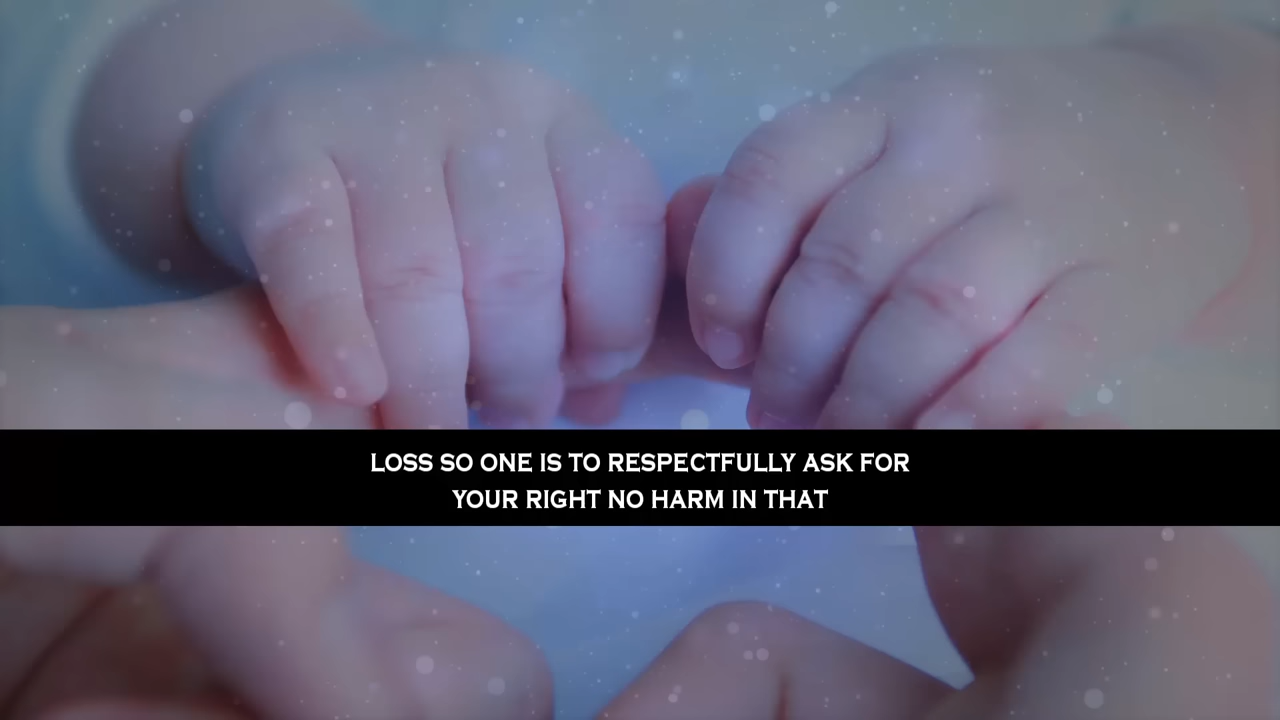 LOSS SO ONE IS TO RESPECTFULLY ASK FOR
YOUR RIGHT NO HARM IN THAT